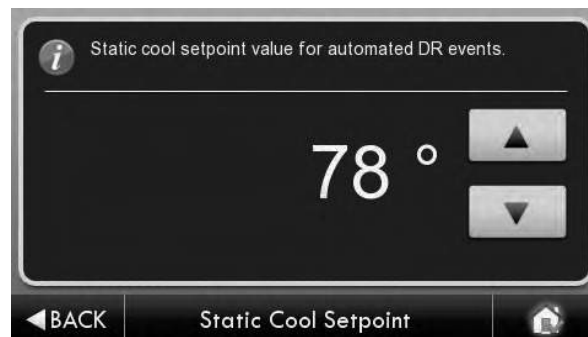 Static cool setpoint value for automated DR events.
78 °
BACK
Static Cool Setpoint